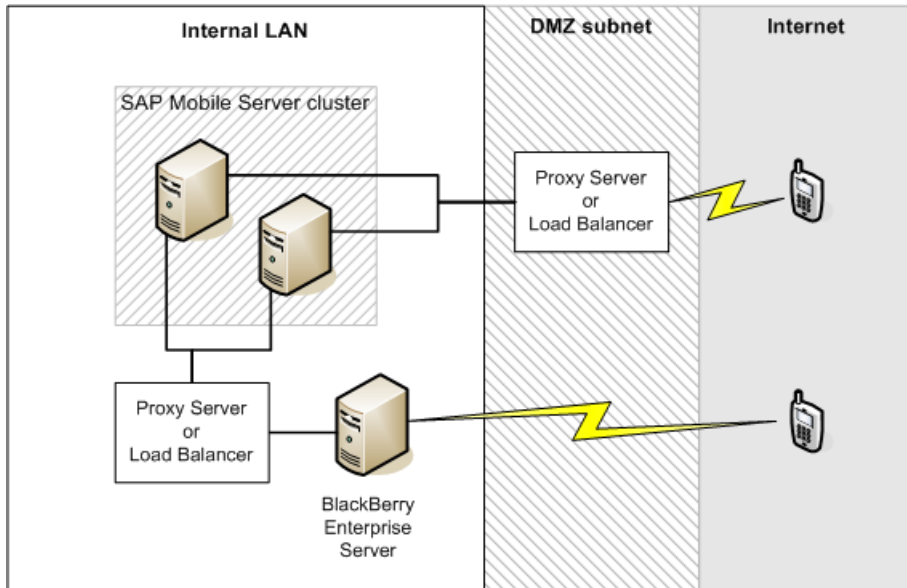 Internal LAN
DMZ subnet
Internet
SAP Mobile Server cluster
Proxy Server
or
Load Balancer
Proxy Server
or
Load Balancer
BlackBerry
Enterprise
Server